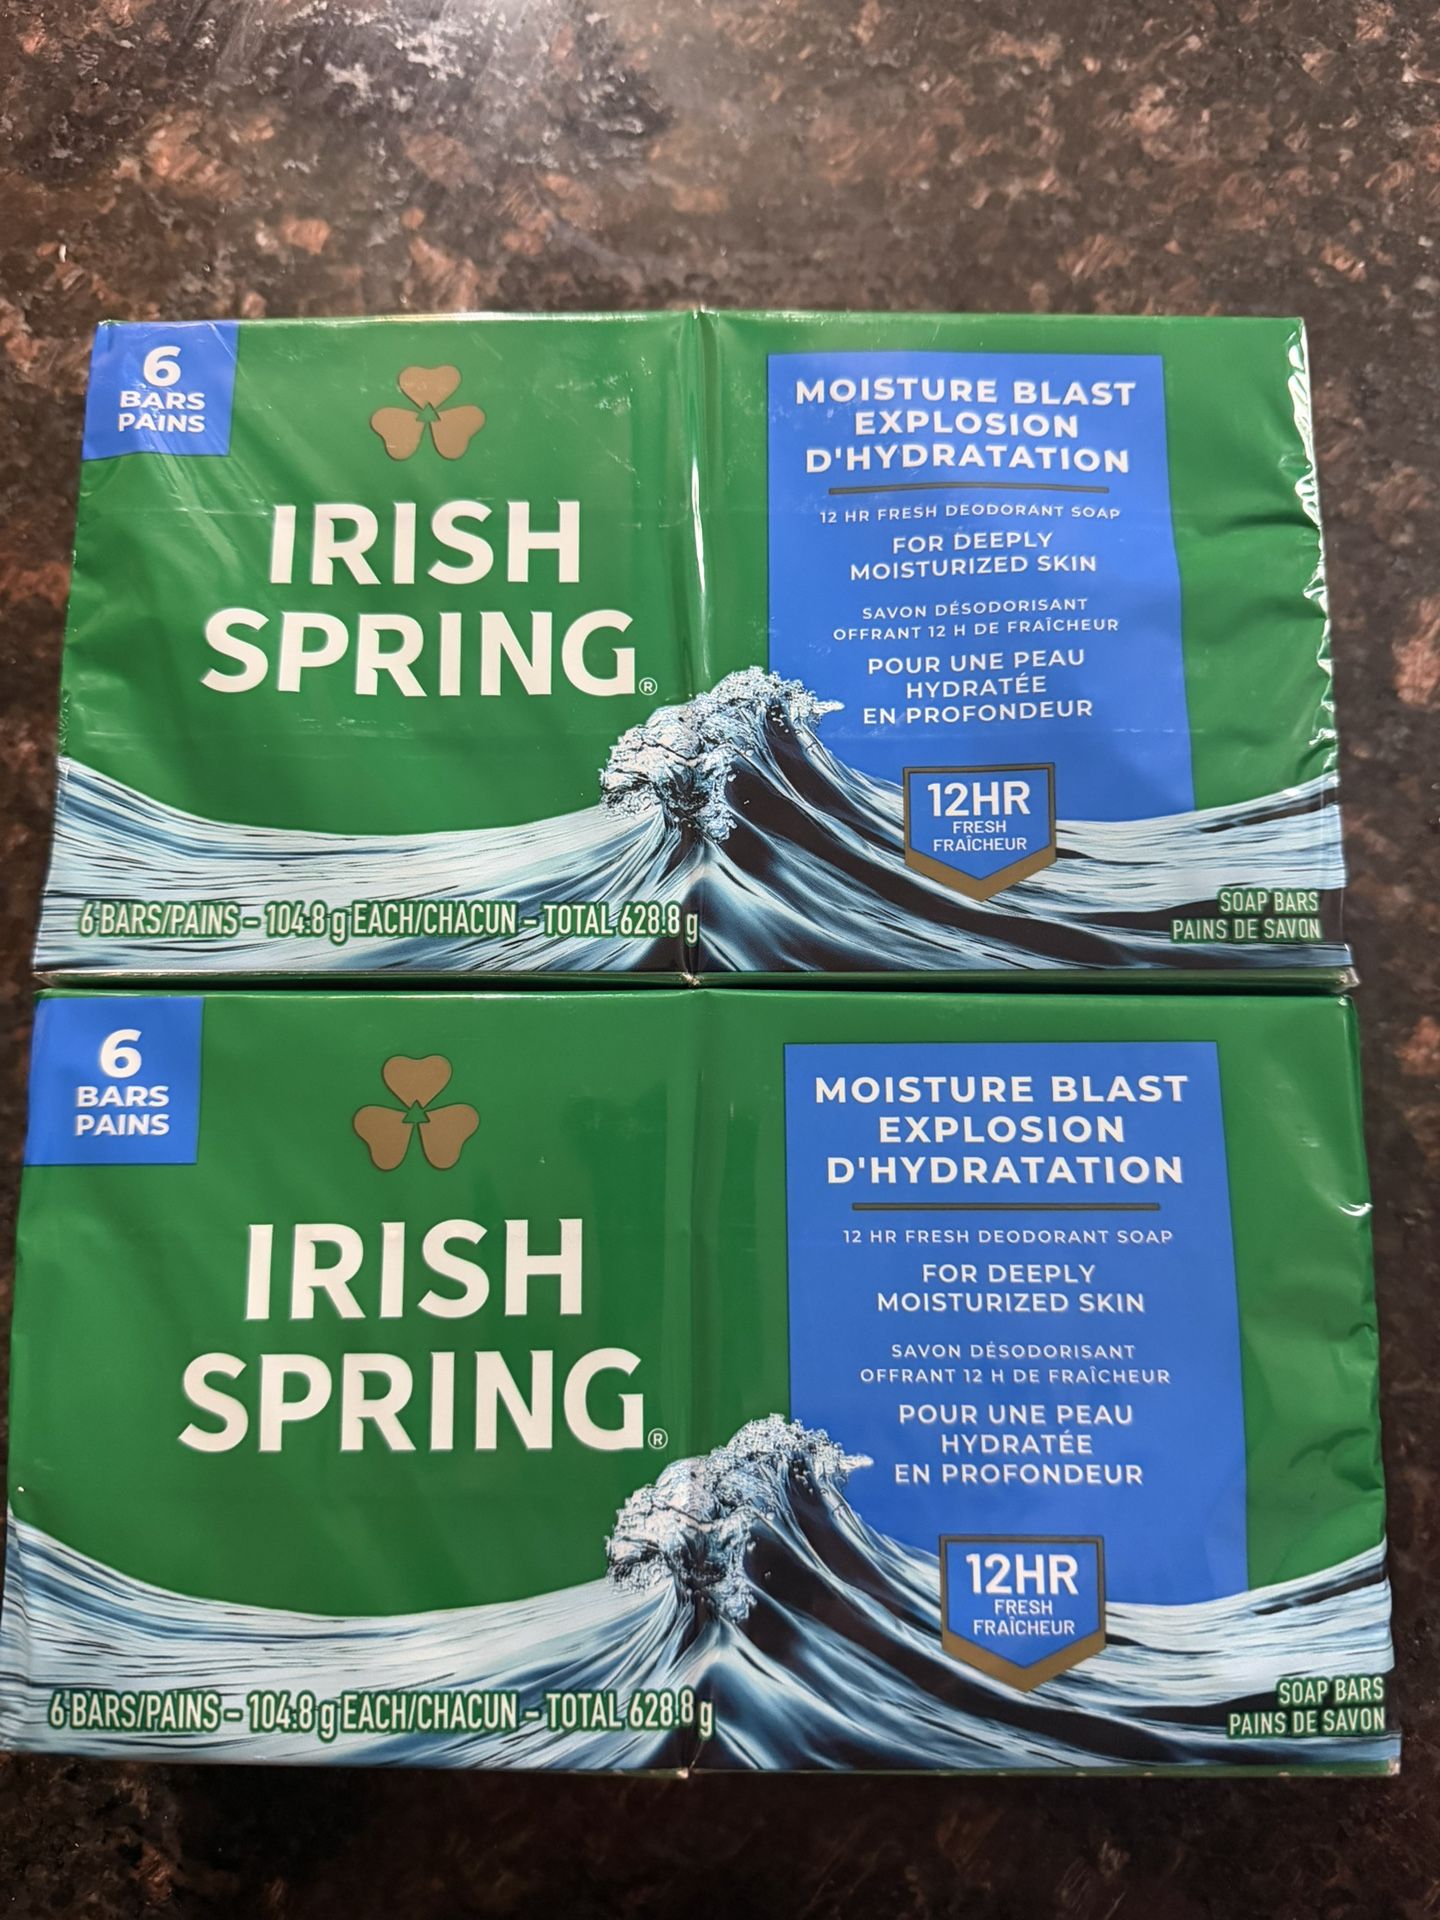 6
BARS
PAINS
IRISH
SPRING®
MOISTURE BLAST
EXPLOSION
D'HYDRATATION
12 HR FRESH DEODORANT SOAP
FOR DEEPLY
MOISTURIZED SKIN
SAVON DÉSODORISANT
OFFRANT 12 H DE FRAÎCHEUR
POUR UNE PEAU
HYDRATÉE
EN PROFONDEUR
12HR
FRESH
FRAÎCHEUR
6 BARS/PAINS – 104.8 g EACH/CHACUN – TOTAL 628.8 g
SOAP BARS
PAINS DE SAVON
6
BARS
PAINS
IRISH
SPRING®
MOISTURE BLAST
EXPLOSION
D'HYDRATATION
12 HR FRESH DEODORANT SOAP
FOR DEEPLY
MOISTURIZED SKIN
SAVON DÉSODORISANT
OFFRANT 12 H DE FRAÎCHEUR
POUR UNE PEAU
HYDRATÉE
EN PROFONDEUR
12HR
FRESH
FRAÎCHEUR
6 BARS/PAINS – 104.8 g EACH/CHACUN – TOTAL 628.8 g
SOAP BARS
PAINS DE SAVON